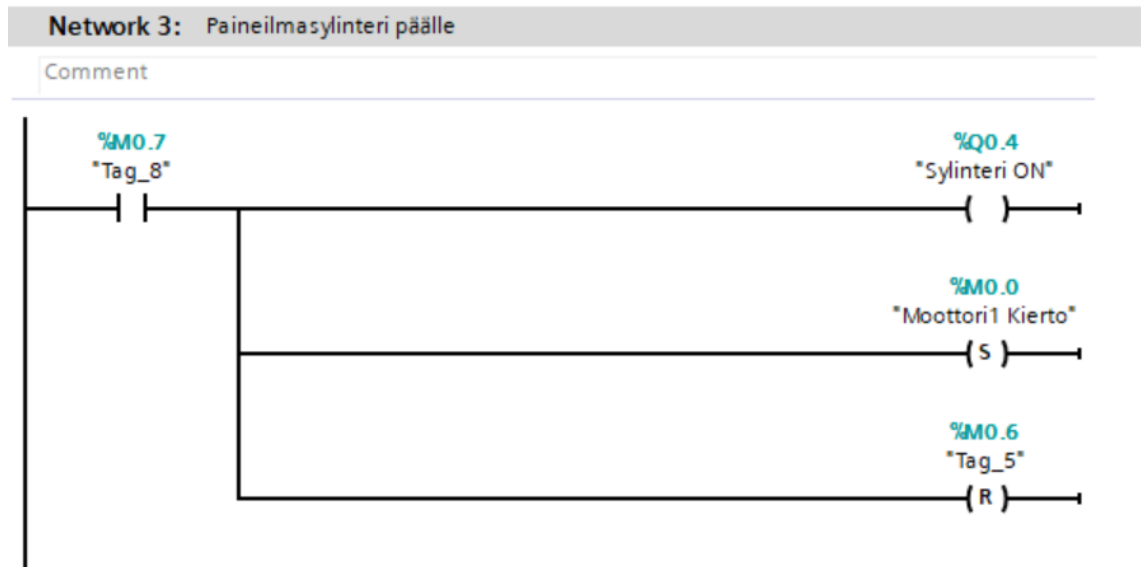 Network 3: Paineilmasylinteri päälle
Comment
%M0.7
"Tag_8"
%Q0.4
"Sylinteri ON"
( )
%M0.0
"Moottori1 Kierto"
( S )
%M0.6
"Tag_5"
( R )